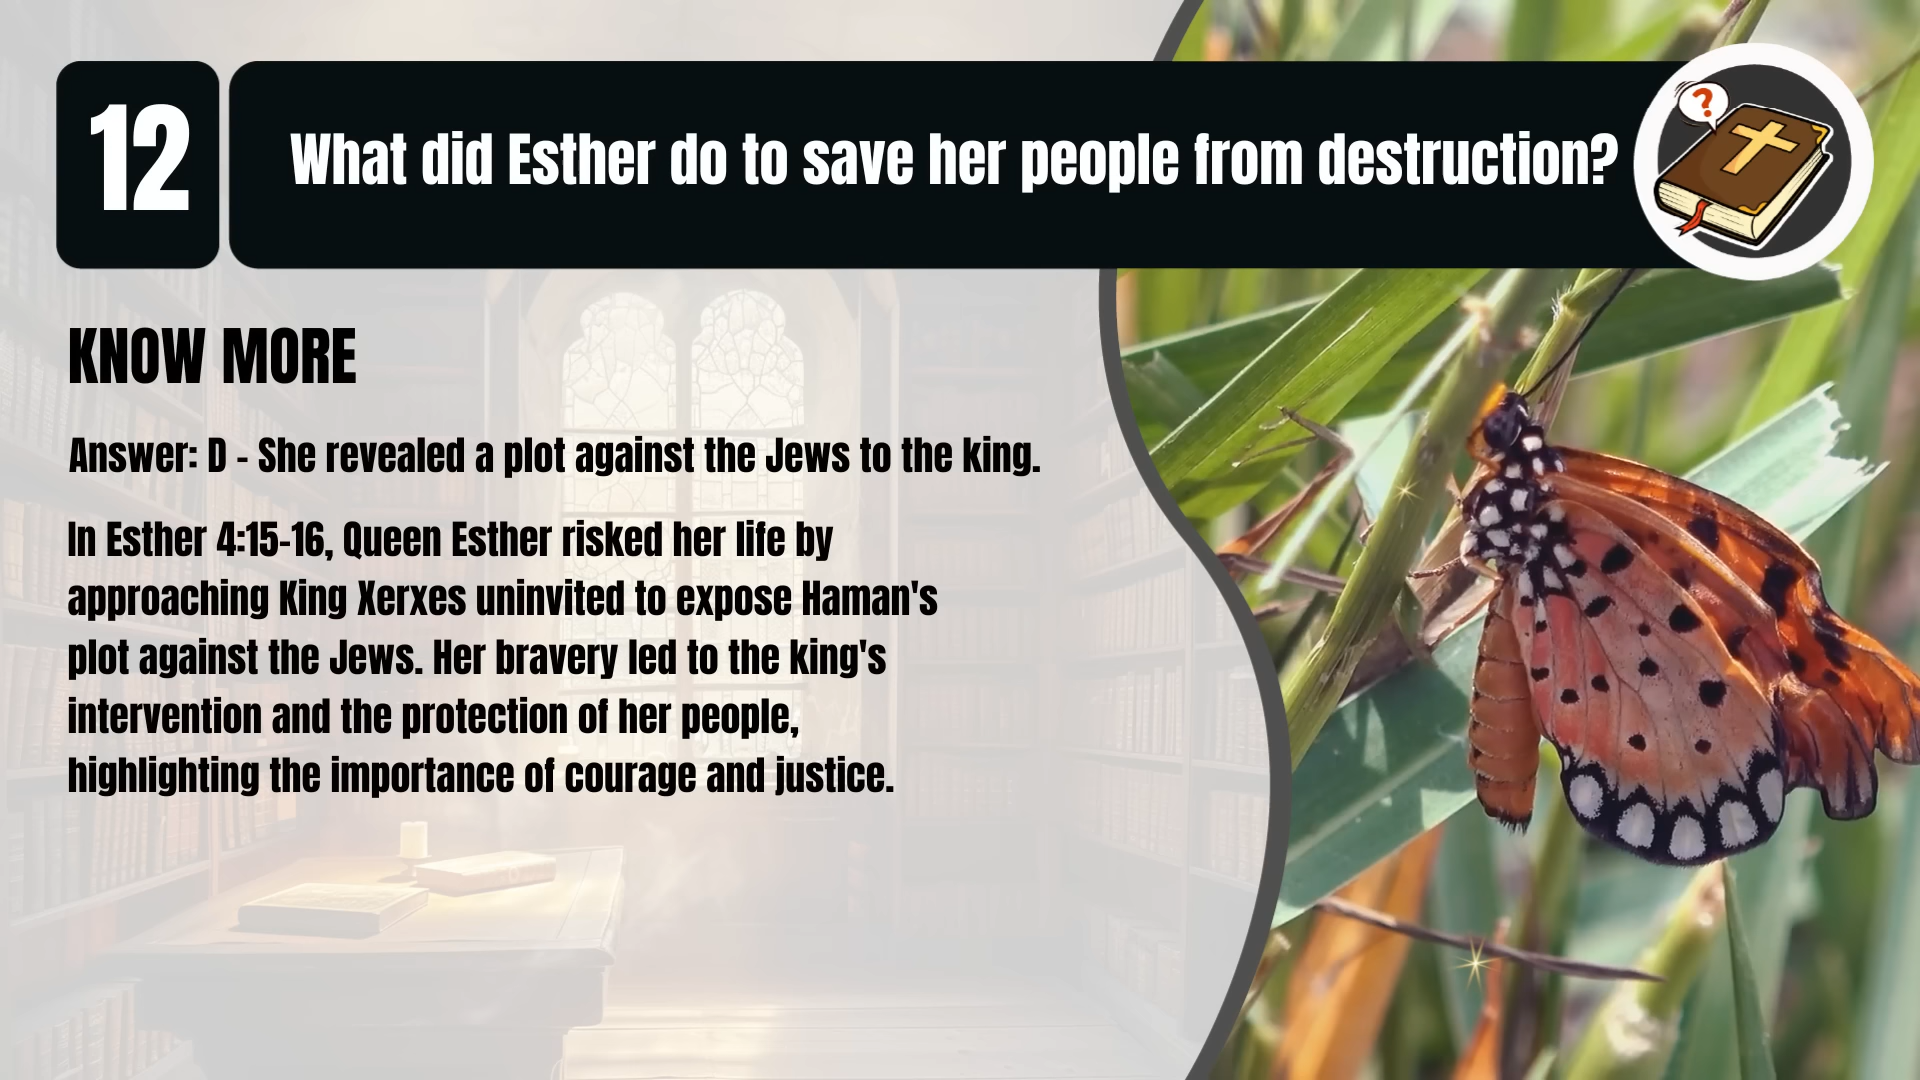 12
What did Esther do to save her people from destruction?
?
KNOW MORE
Answer: D - She revealed a plot against the Jews to the king.
In Esther 4:15-16, Queen Esther risked her life by
approaching King Xerxes uninvited to expose Haman's
plot against the Jews. Her bravery led to the king's
intervention and the protection of her people,
highlighting the importance of courage and justice.